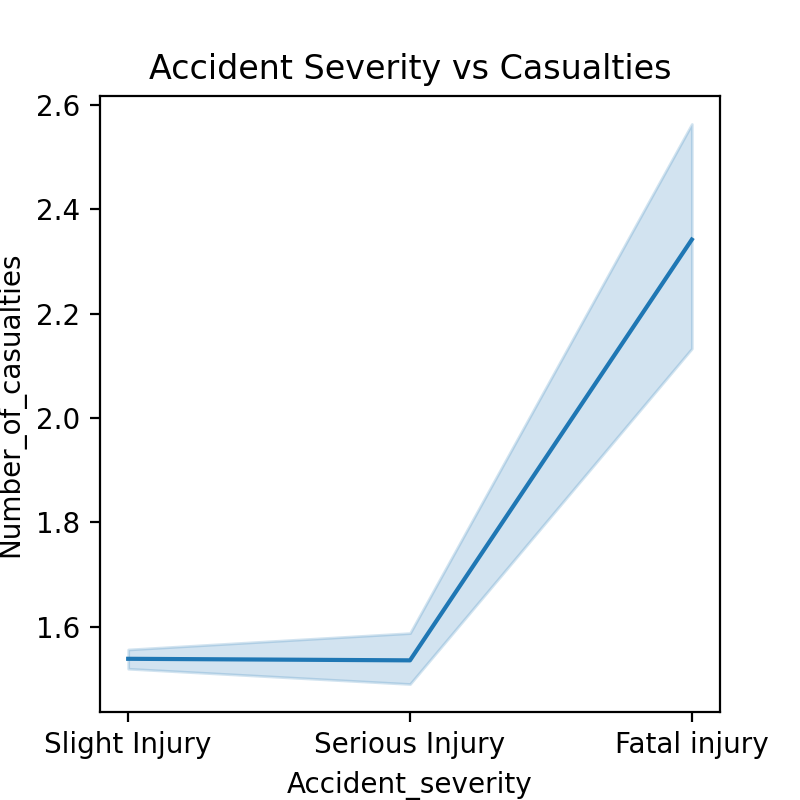 Accident Severity vs Casualties
2.6
2.4
2.2
2.0
1.8
1.6
Number_of_casualties
Slight Injury Serious Injury Fatal injury
Accident_severity